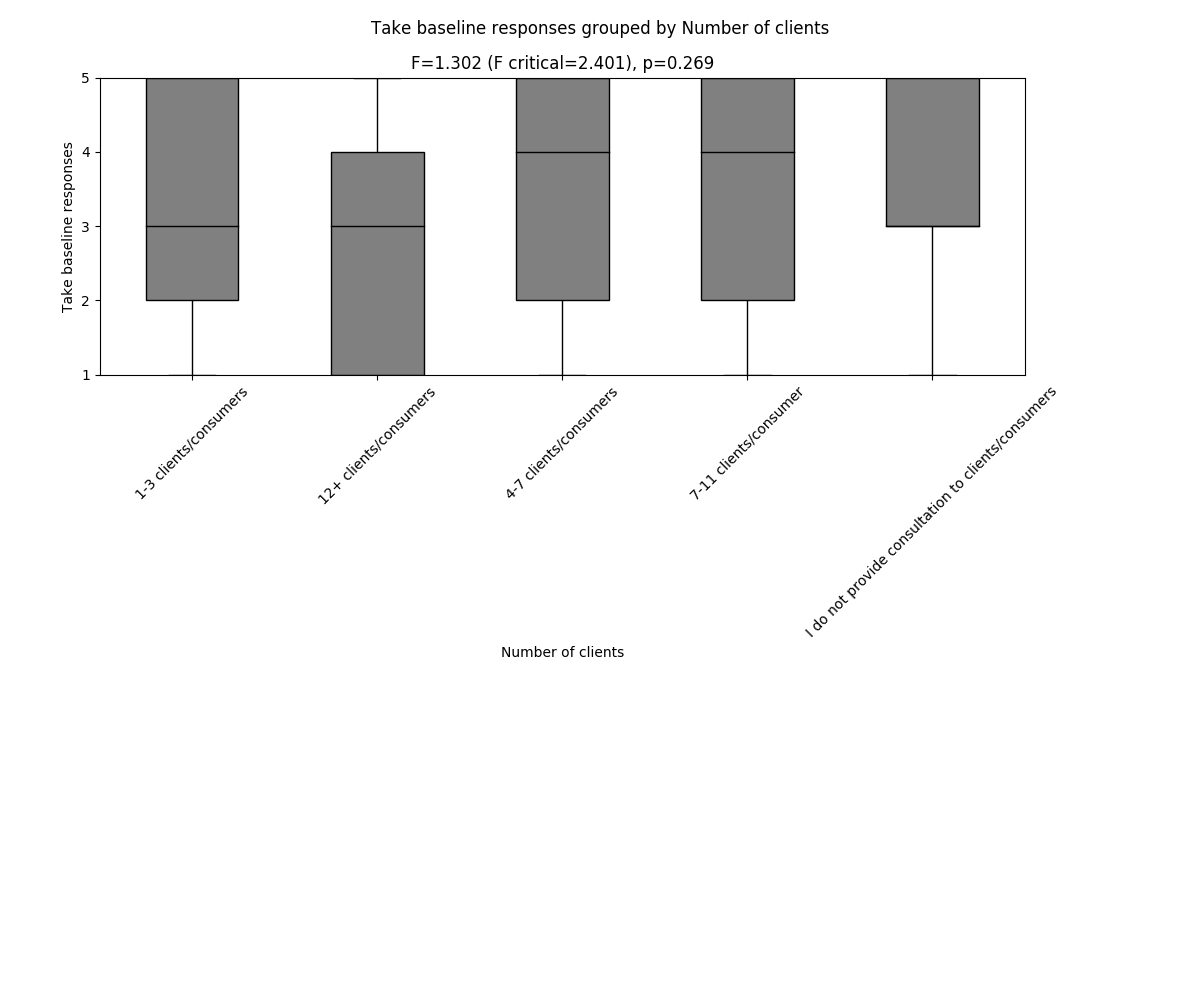 Take baseline responses grouped by Number of clients
F=1.302 (F critical=2.401), p=0.269
Take baseline responses
5
4
3
2
1
1-3 clients/consumers
12+ clients/consumers
4-7 clients/consumers
7-11 clients/consumer
I do not provide consultation to clients/consumers
Number of clients